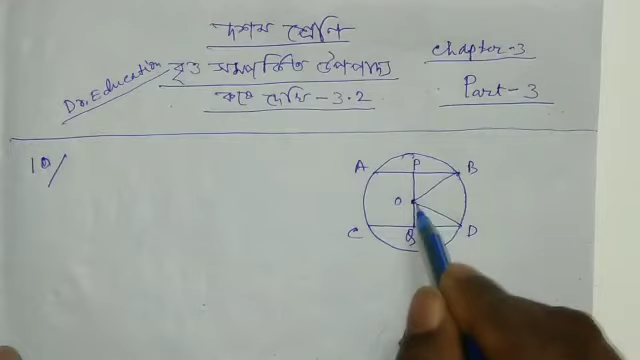 দশম শ্রেণি
Dr. Education
বৃত্ত সম্পর্কিত উপপাদ্য
chapter-3
কষে দেখি - 3.2
Part-3
10/
A P B
O
C Q D